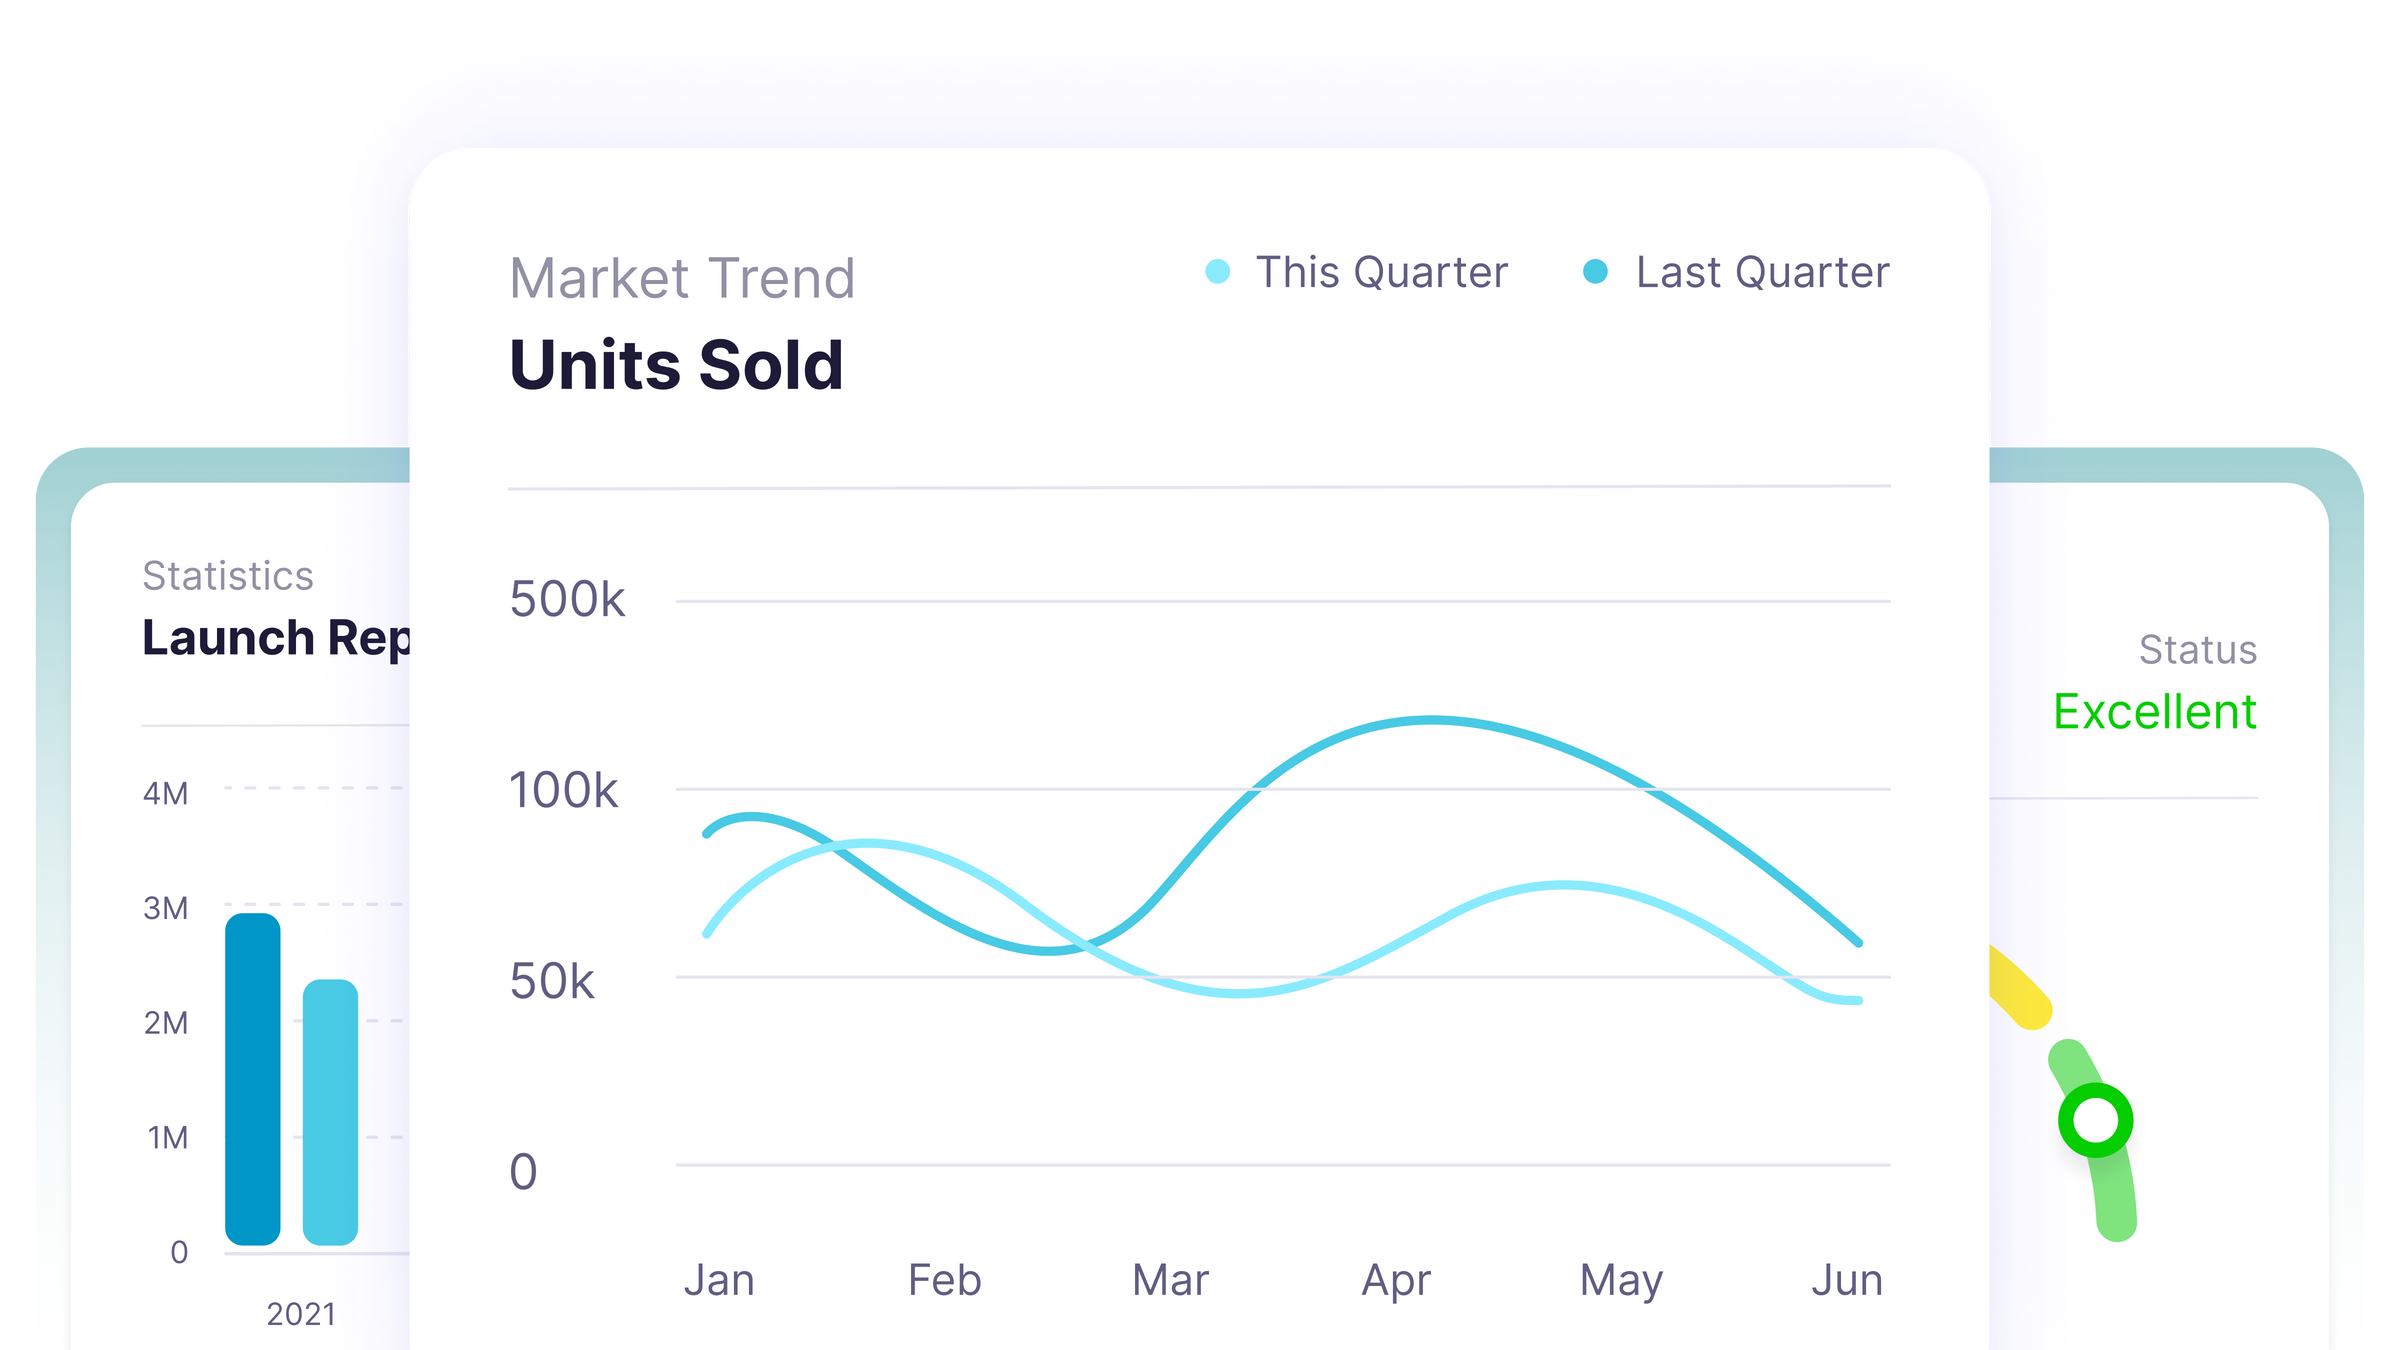 Market Trend
Units Sold
This Quarter
Last Quarter
500k
100k
50k
0
Jan
Feb
Mar
Apr
May
Jun
Statistics
Launch Rep
4M
3M
2M
1M
0
2021
Status
Excellent